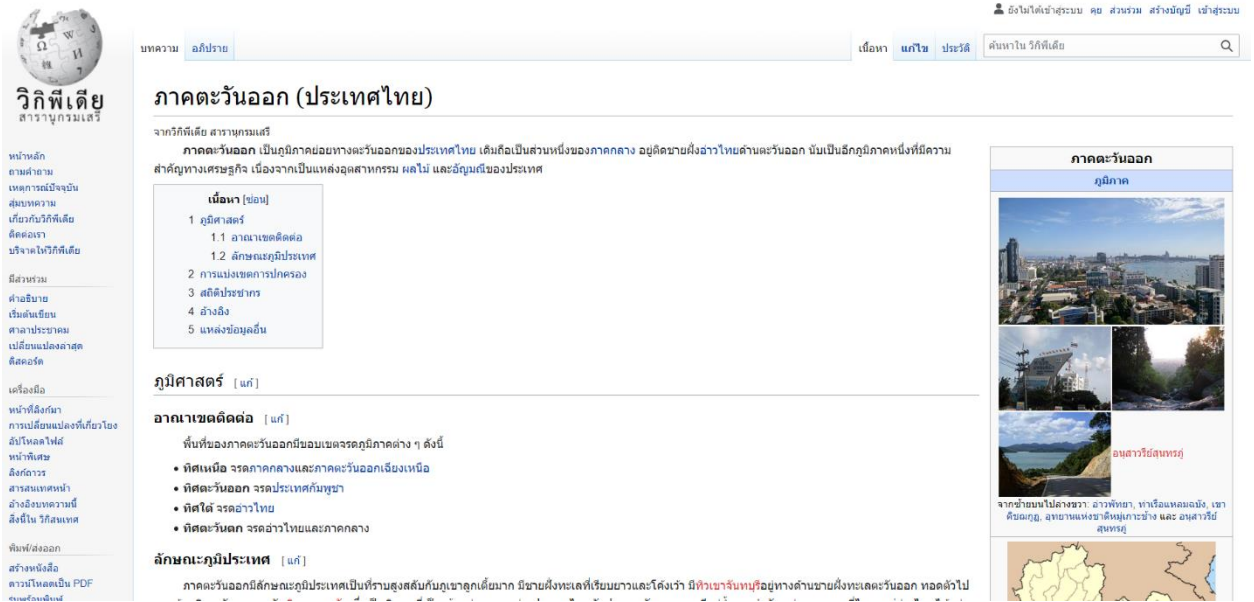 ยังไม่ได้เข้าสู่ระบบ คุย ส่วนร่วม สร้างบัญชี เข้าสู่ระบบ
บทความ อภิปราย เนื้อหา แก้ไข ประวัติ ค้นหาใน วิกิพีเดีย
วิกิพีเดีย
สารานุกรมเสรี
หน้าหลัก
ถามคำถาม
เหตุการณ์ปัจจุบัน
สุ่มบทความ
เกี่ยวกับวิกิพีเดีย
ติดต่อเรา
บริจาคให้วิกิพีเดีย
มีส่วนร่วม
คำอธิบาย
เริ่มต้นเขียน
ศาลาประชาคม
เปลี่ยนแปลงล่าสุด
ดิสคอร์ด
เครื่องมือ
หน้าที่ลิงก์มา
การเปลี่ยนแปลงที่เกี่ยวโยง
อัปโหลดไฟล์
หน้าพิเศษ
ลิงก์ถาวร
สารสนเทศหน้า
อ้างอิงบทความนี้
สิ่งนี้ใน วิกิสนเทศ
พิมพ์/ส่งออก
สร้างหนังสือ
ดาวน์โหลดเป็น PDF
รุ่นพร้อมพิมพ์
ภาคตะวันออก (ประเทศไทย)
จากวิกิพีเดีย สารานุกรมเสรี
ภาคตะวันออก เป็นภูมิภาคย่อยทางตะวันออกของประเทศไทย เดิมถือเป็นส่วนหนึ่งของภาคกลาง อยู่ติดชายฝั่งอ่าวไทยด้านตะวันออก นับเป็นอีกภูมิภาคหนึ่งที่มีความ
สำคัญทางเศรษฐกิจ เนื่องจากเป็นแหล่งอุตสาหกรรม ผลไม้ และอัญมณีของประเทศ
เนื้อหา [ซ่อน]
1 ภูมิศาสตร์
1.1 อาณาเขตติดต่อ
1.2 ลักษณะภูมิประเทศ
2 การแบ่งเขตการปกครอง
3 สถิติประชากร
4 อ้างอิง
5 แหล่งข้อมูลอื่น
ภูมิศาสตร์ [แก้]
อาณาเขตติดต่อ [แก้]
พื้นที่ของภาคตะวันออกมีขอบเขตจรดภูมิภาคต่าง ๆ ดังนี้
• ทิศเหนือ จรดภาคกลางและภาคตะวันออกเฉียงเหนือ
• ทิศตะวันออก จรดประเทศกัมพูชา
• ทิศใต้ จรดอ่าวไทย
• ทิศตะวันตก จรดอ่าวไทยและภาคกลาง
ลักษณะภูมิประเทศ [แก้]
ภาคตะวันออกมีลักษณะภูมิประเทศเป็นที่ราบสูงสลับกับภูเขาลูกเตี้ยมาก มีชายฝั่งทะเลที่เรียบยาวและโค้งเว้า มีทิวเขาจันทบุรีอยู่ทางด้านชายฝั่งทะเลตะวันออก ทอดตัวไป
ภาคตะวันออก
ภูมิภาค
อนุสาวรีย์สุนทรภู่
จากซ้ายบนไปล่างขวา: อ่าวพัทยา, ท่าเรือแหลมฉบัง, เขา
คิชฌกูฏ, อุทยานแห่งชาติหมู่เกาะช้าง และ อนุสาวรีย์
สุนทรภู่